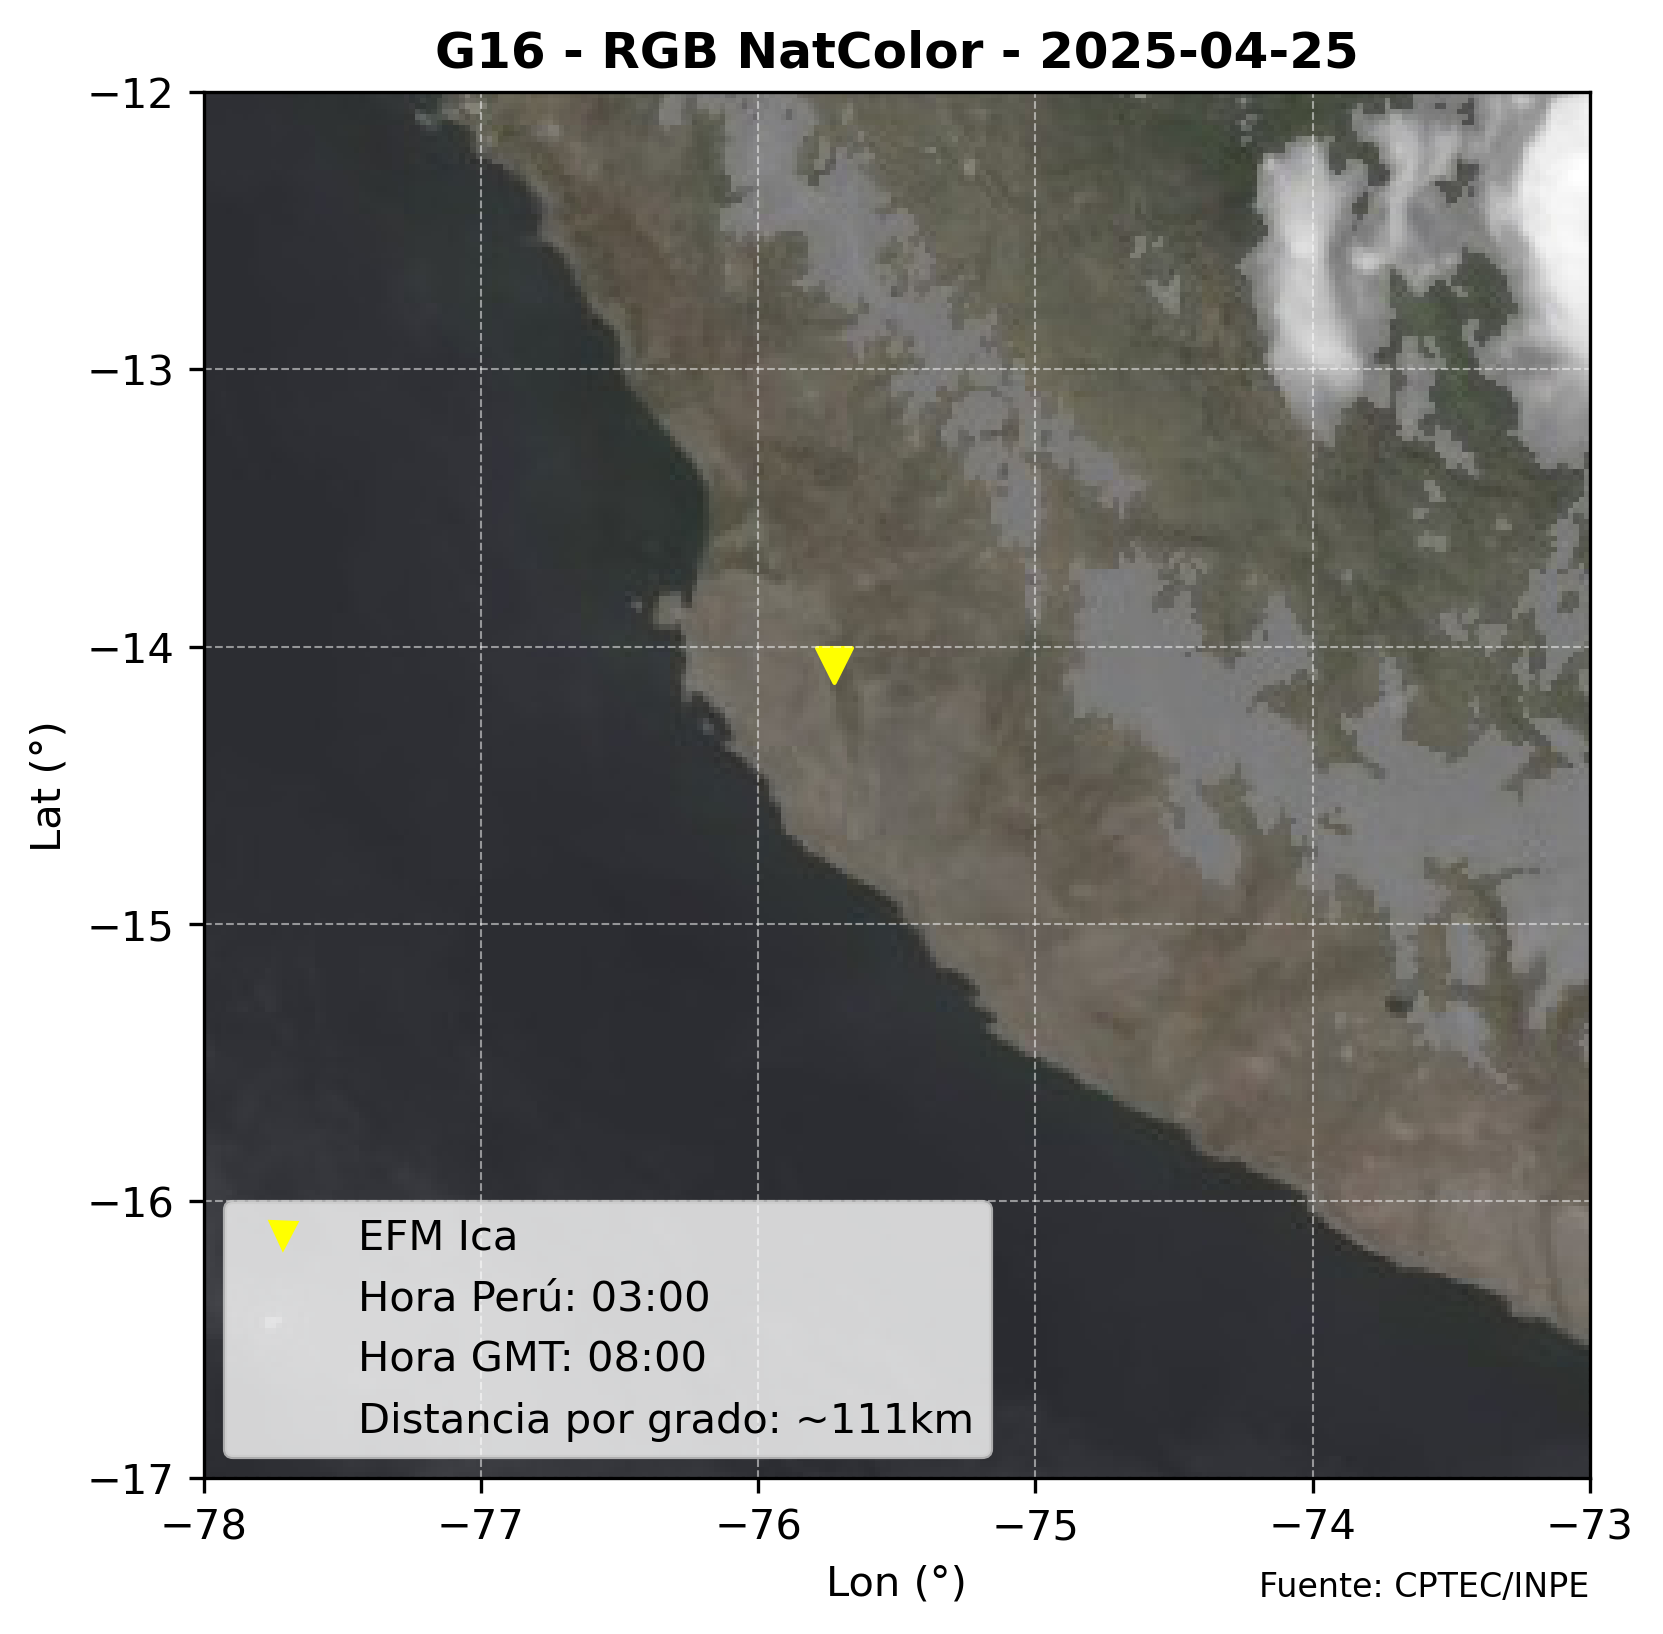 G16 - RGB NatColor - 2025-04-25
−12
−13
−14
−15
−16
−17
Lat (°)
EFM Ica
Hora Perú: 03:00
Hora GMT: 08:00
Distancia por grado: ~111km
−78
−77
−76
−75
−74
−73
Lon (°)
Fuente: CPTEC/INPE